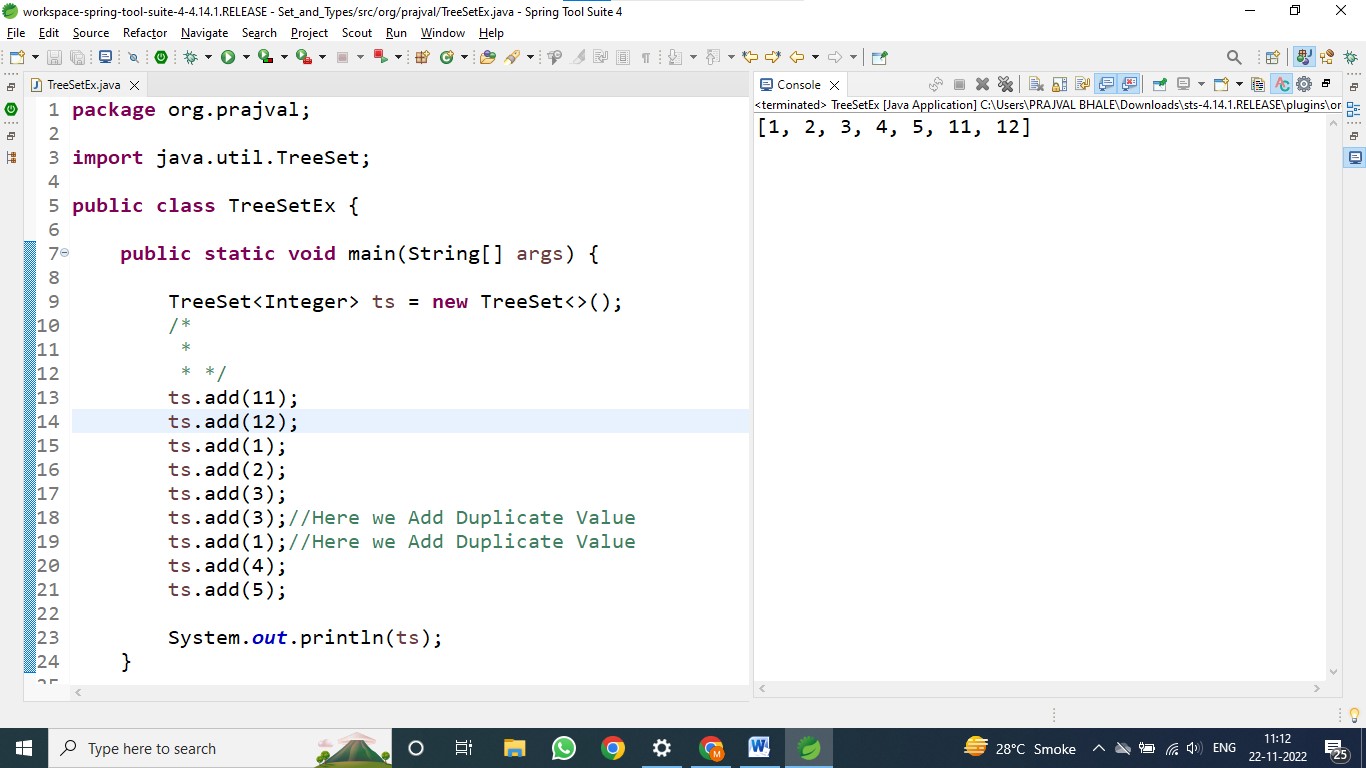 workspace-spring-tool-suite-4-4.14.1.RELEASE - Set_and_Types/src/org/prajval/TreeSetEx.java - Spring Tool Suite 4
File Edit Source Refactor Navigate Search Project Scout Run Window Help
TreeSetEx.java
1 package org.prajval;
2
3 import java.util.TreeSet;
4
5 public class TreeSetEx {
6
7 public static void main(String[] args) {
8
9 TreeSet<Integer> ts = new TreeSet<>();
10 /*
11 *
12 * */
13 ts.add(11);
14 ts.add(12);
15 ts.add(1);
16 ts.add(2);
17 ts.add(3);
18 ts.add(3);//Here we Add Duplicate Value
19 ts.add(1);//Here we Add Duplicate Value
20 ts.add(4);
21 ts.add(5);
22
23 System.out.println(ts);
24 }
Console
<terminated> TreeSetEx [Java Application] C:\Users\PRAJVAL BHALE\Downloads\sts-4.14.1.RELEASE\plugins\or
[1, 2, 3, 4, 5, 11, 12]
Type here to search
28°C Smoke
ENG
11:12
22-11-2022
25